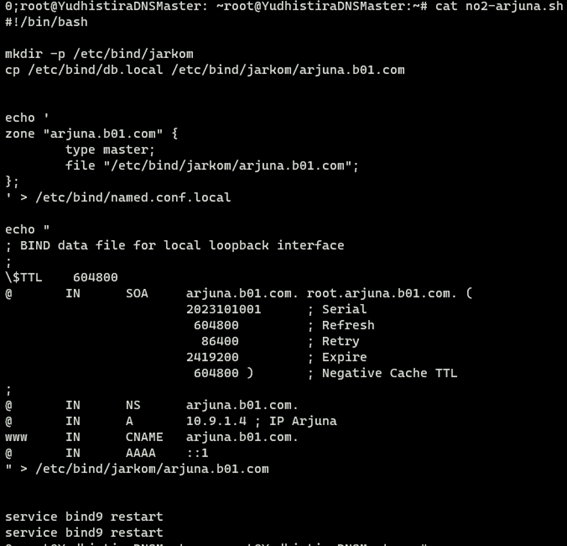 0;root@YudhistiraDNSMaster: ~root@YudhistiraDNSMaster:~# cat no2-arjuna.sh
#!/bin/bash

mkdir -p /etc/bind/jarkom
cp /etc/bind/db.local /etc/bind/jarkom/arjuna.b01.com


echo '
zone "arjuna.b01.com" {
        type master;
        file "/etc/bind/jarkom/arjuna.b01.com";
};
' > /etc/bind/named.conf.local

echo "
; BIND data file for local loopback interface
;
\$TTL    604800
@       IN      SOA     arjuna.b01.com. root.arjuna.b01.com. (
                        2023101001      ; Serial
                         604800         ; Refresh
                          86400         ; Retry
                        2419200         ; Expire
                         604800 )       ; Negative Cache TTL
;
@       IN      NS      arjuna.b01.com.
@       IN      A       10.9.1.4 ; IP Arjuna
www     IN      CNAME   arjuna.b01.com.
@       IN      AAAA    ::1
" > /etc/bind/jarkom/arjuna.b01.com


service bind9 restart
service bind9 restart